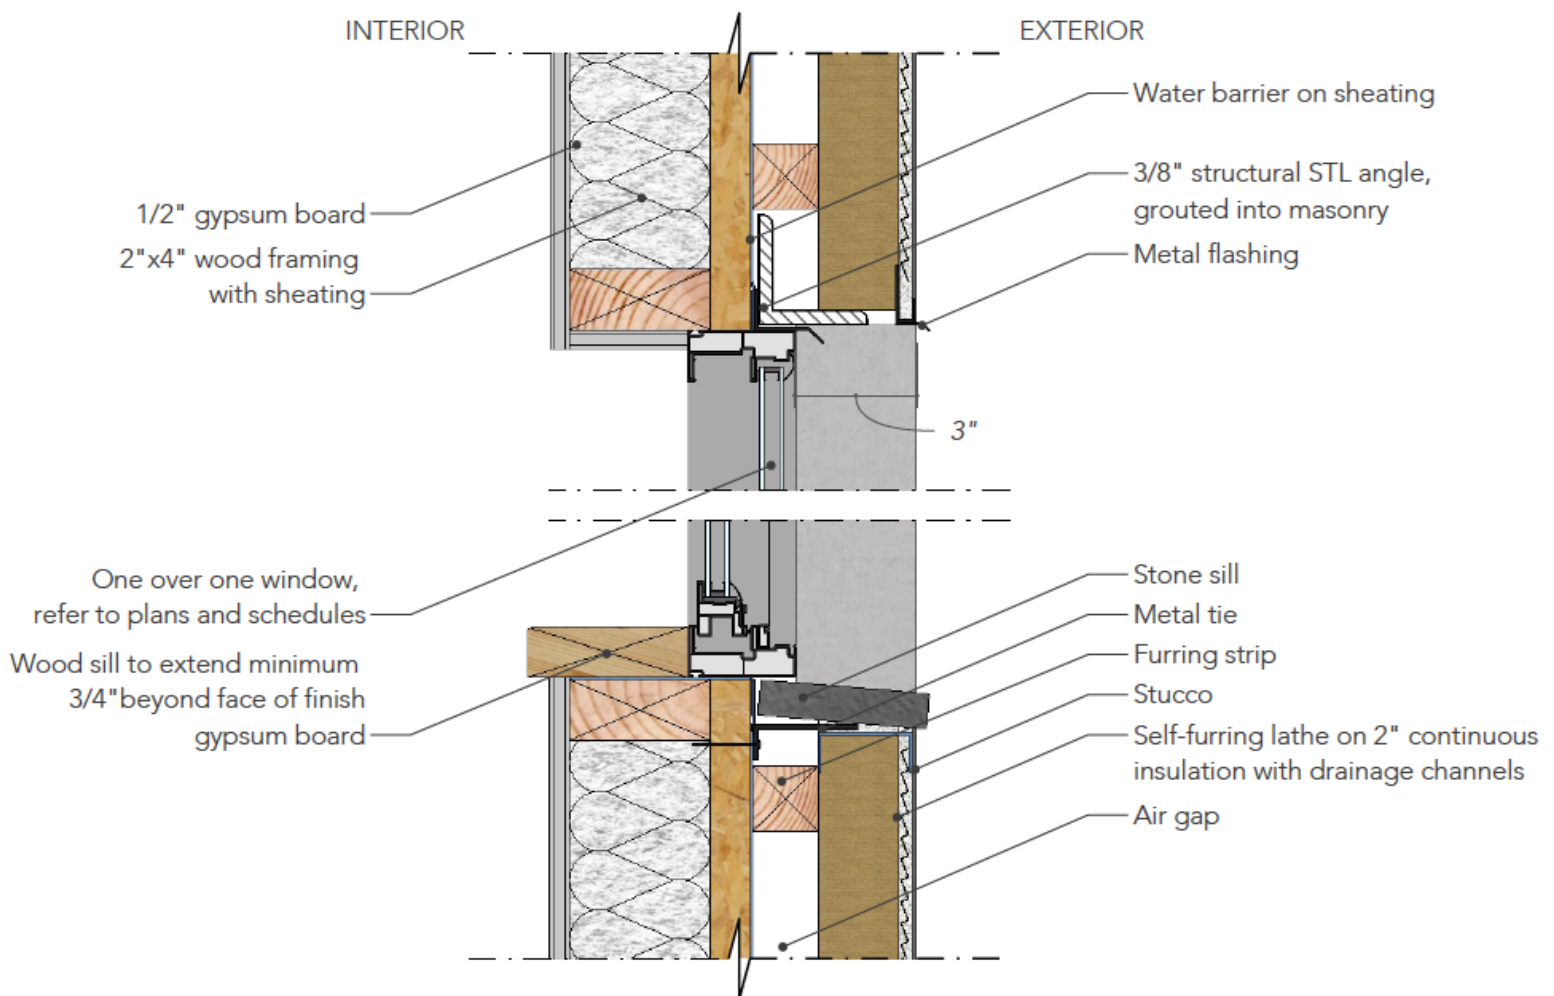 INTERIOR
EXTERIOR
Water barrier on sheating
3/8" structural STL angle,
grouted into masonry
Metal flashing
1/2" gypsum board
2"x4" wood framing
with sheating
3"
One over one window,
refer to plans and schedules
Wood sill to extend minimum
3/4"beyond face of finish
gypsum board
Stone sill
Metal tie
Furring strip
Stucco
Self-furring lathe on 2" continuous
insulation with drainage channels
Air gap